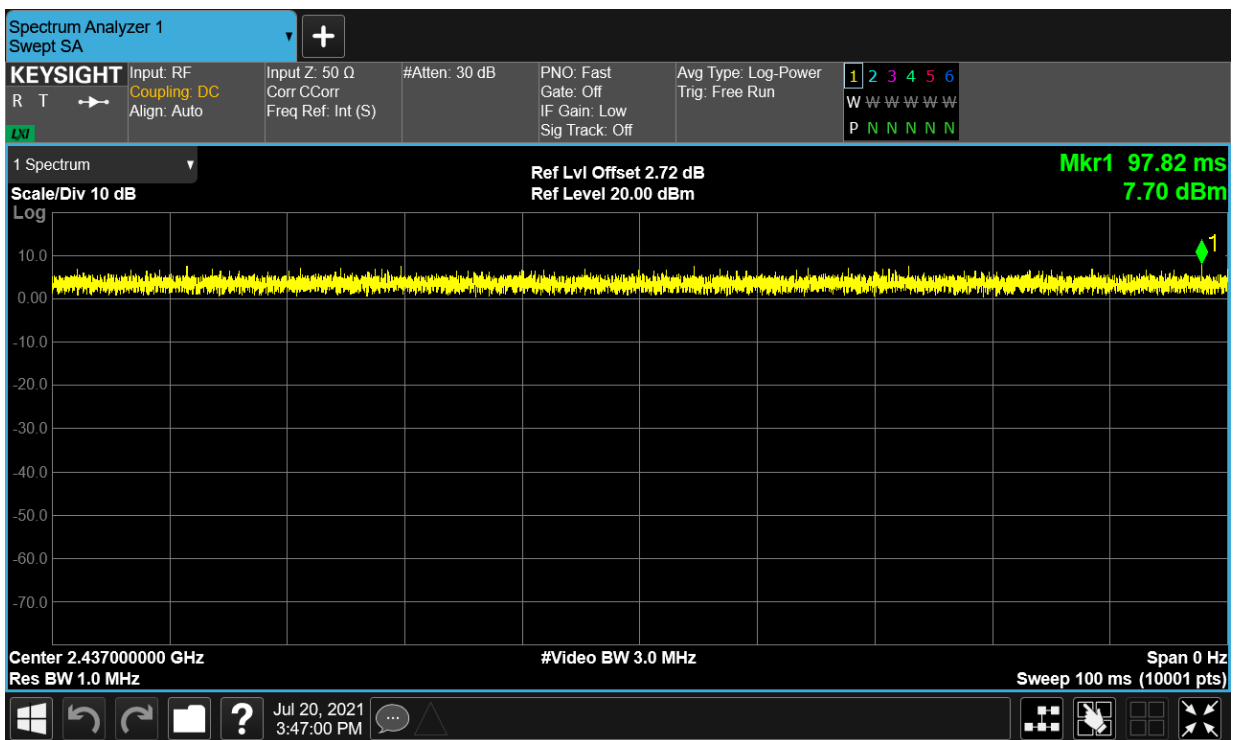 Spectrum Analyzer 1
Swept SA
KEYSIGHT
R T
LXI
Input: RF
Coupling: DC
Align: Auto
Input Z: 50 Ω
Corr CCorr
Freq Ref: Int (S)
#Atten: 30 dB
PNO: Fast
Gate: Off
IF Gain: Low
Sig Track: Off
Avg Type: Log-Power
Trig: Free Run
1 2 3 4 5 6
W W W W W W
P N N N N N
1 Spectrum
Scale/Div 10 dB
Ref Lvl Offset 2.72 dB
Ref Level 20.00 dBm
Mkr1 97.82 ms
7.70 dBm
Log
1
10.0
0.00
-10.0
-20.0
-30.0
-40.0
-50.0
-60.0
-70.0
Center 2.437000000 GHz
Res BW 1.0 MHz
#Video BW 3.0 MHz
Span 0 Hz
Sweep 100 ms (10001 pts)
?
Jul 20, 2021
3:47:00 PM